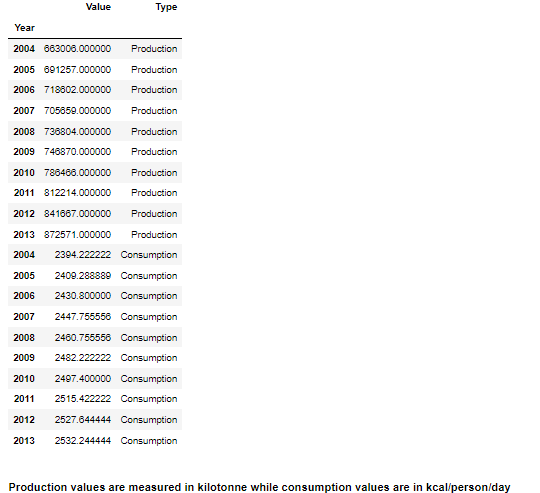 Value Type
Year
2004 663006.000000 Production
2005 691257.000000 Production
2006 718602.000000 Production
2007 705659.000000 Production
2008 736804.000000 Production
2009 746870.000000 Production
2010 786466.000000 Production
2011 812214.000000 Production
2012 841667.000000 Production
2013 872571.000000 Production
2004 2394.222222 Consumption
2005 2409.288889 Consumption
2006 2430.800000 Consumption
2007 2447.755556 Consumption
2008 2460.755556 Consumption
2009 2482.222222 Consumption
2010 2497.400000 Consumption
2011 2515.422222 Consumption
2012 2527.644444 Consumption
2013 2532.244444 Consumption
Production values are measured in kilotonne while consumption values are in kcal/person/day